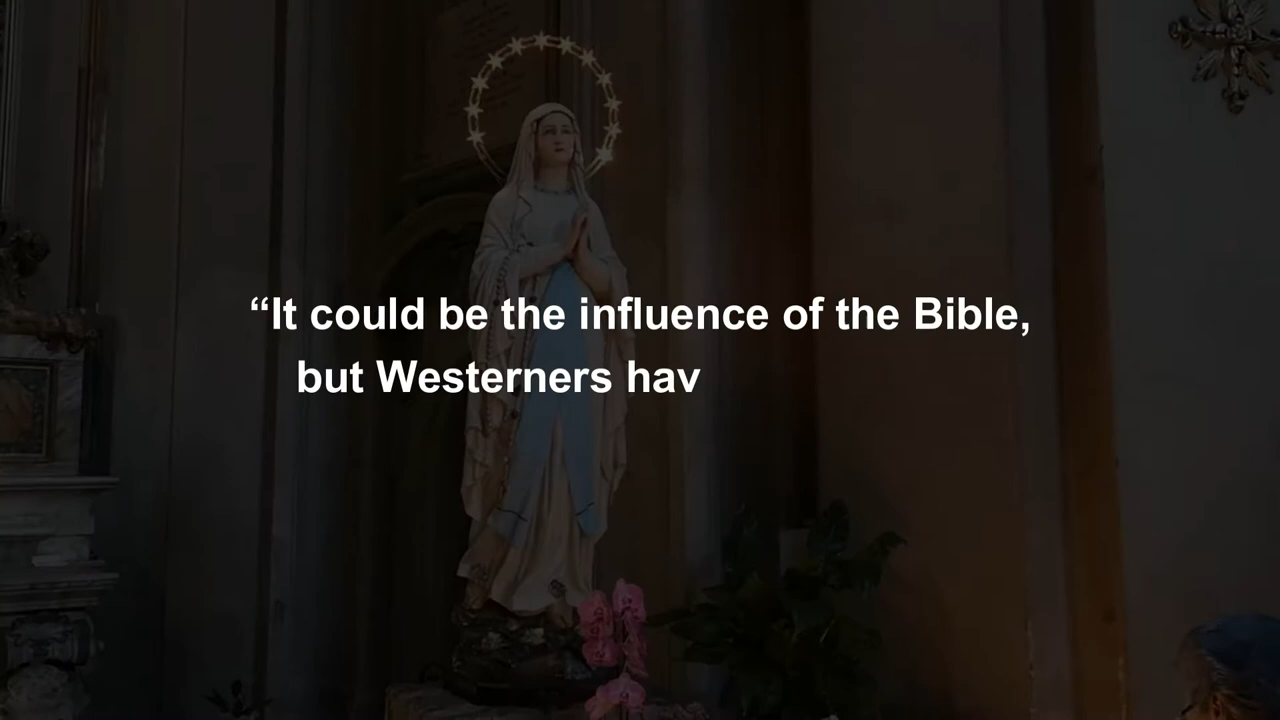 “It could be the influence of the Bible,
but Westerners hav